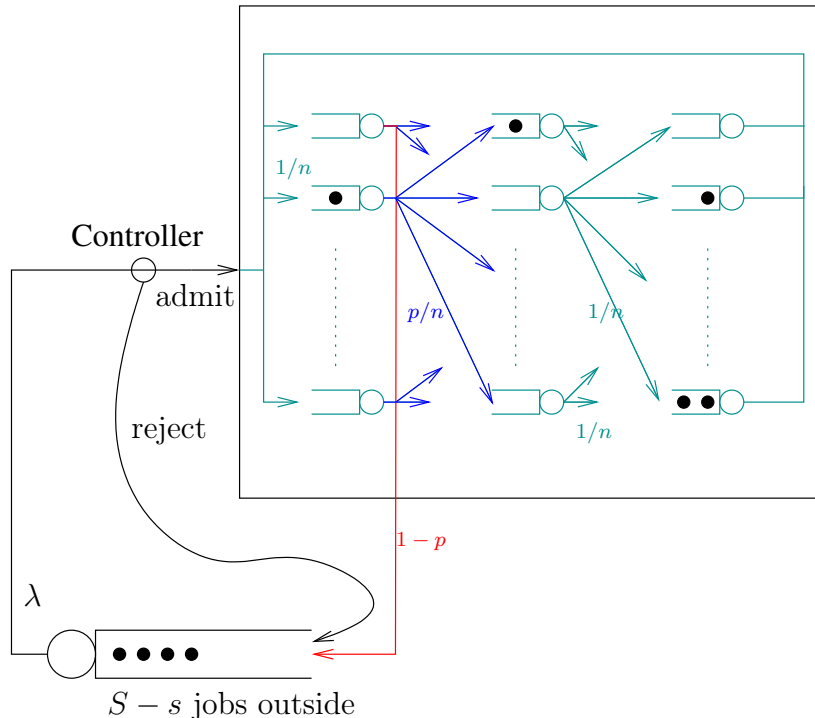 1/n
Controller
admit
p/n
1/n
reject
1/n
1 − p
λ
S − s jobs outside